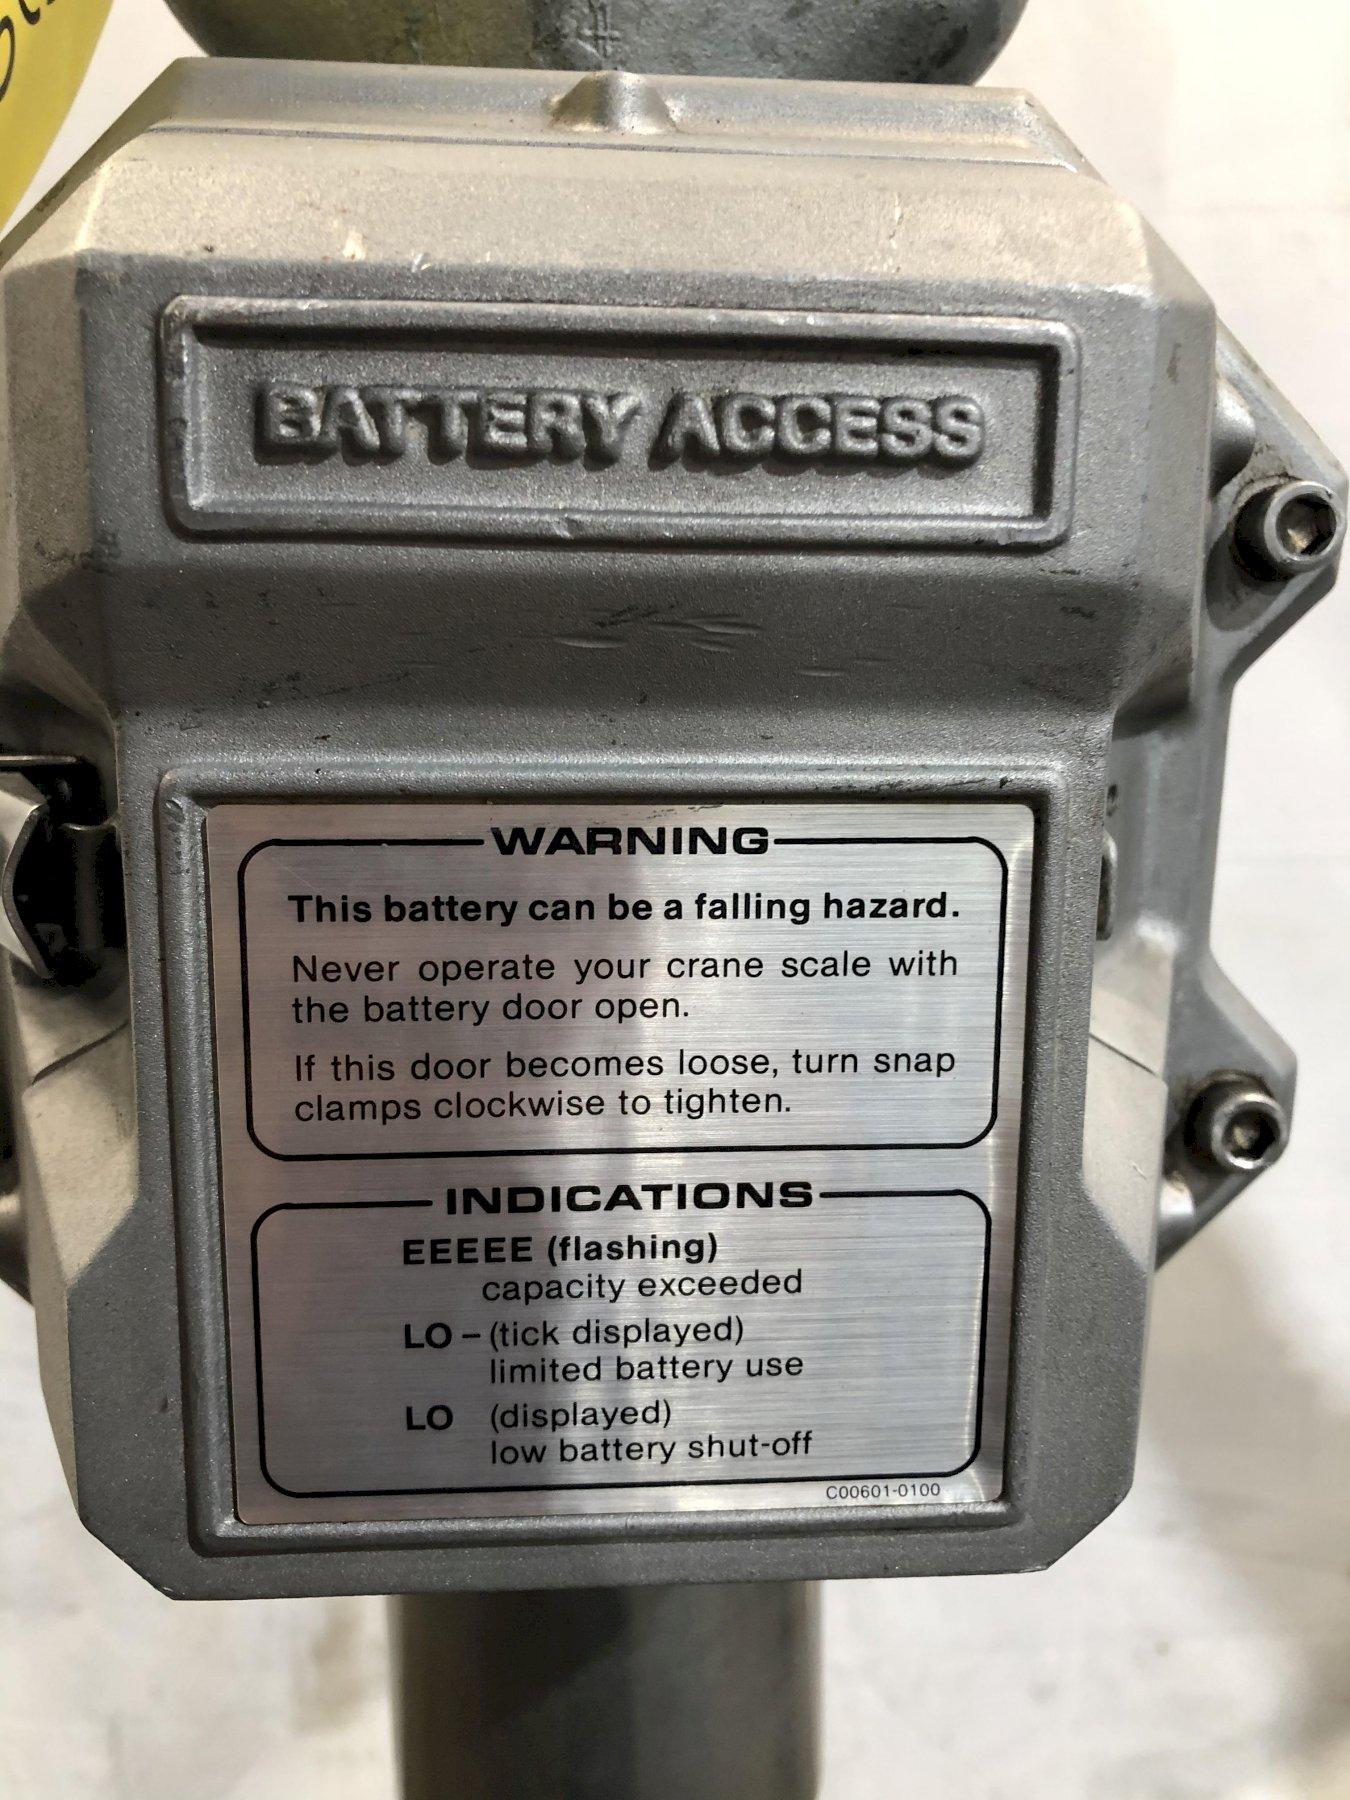 BATTERY ACCESS
WARNING
This battery can be a falling hazard.
Never operate your crane scale with
the battery door open.
If this door becomes loose, turn snap
clamps clockwise to tighten.
INDICATIONS
EEEEE (flashing)
capacity exceeded
LO – (tick displayed)
limited battery use
LO (displayed)
low battery shut-off
C00601-0100